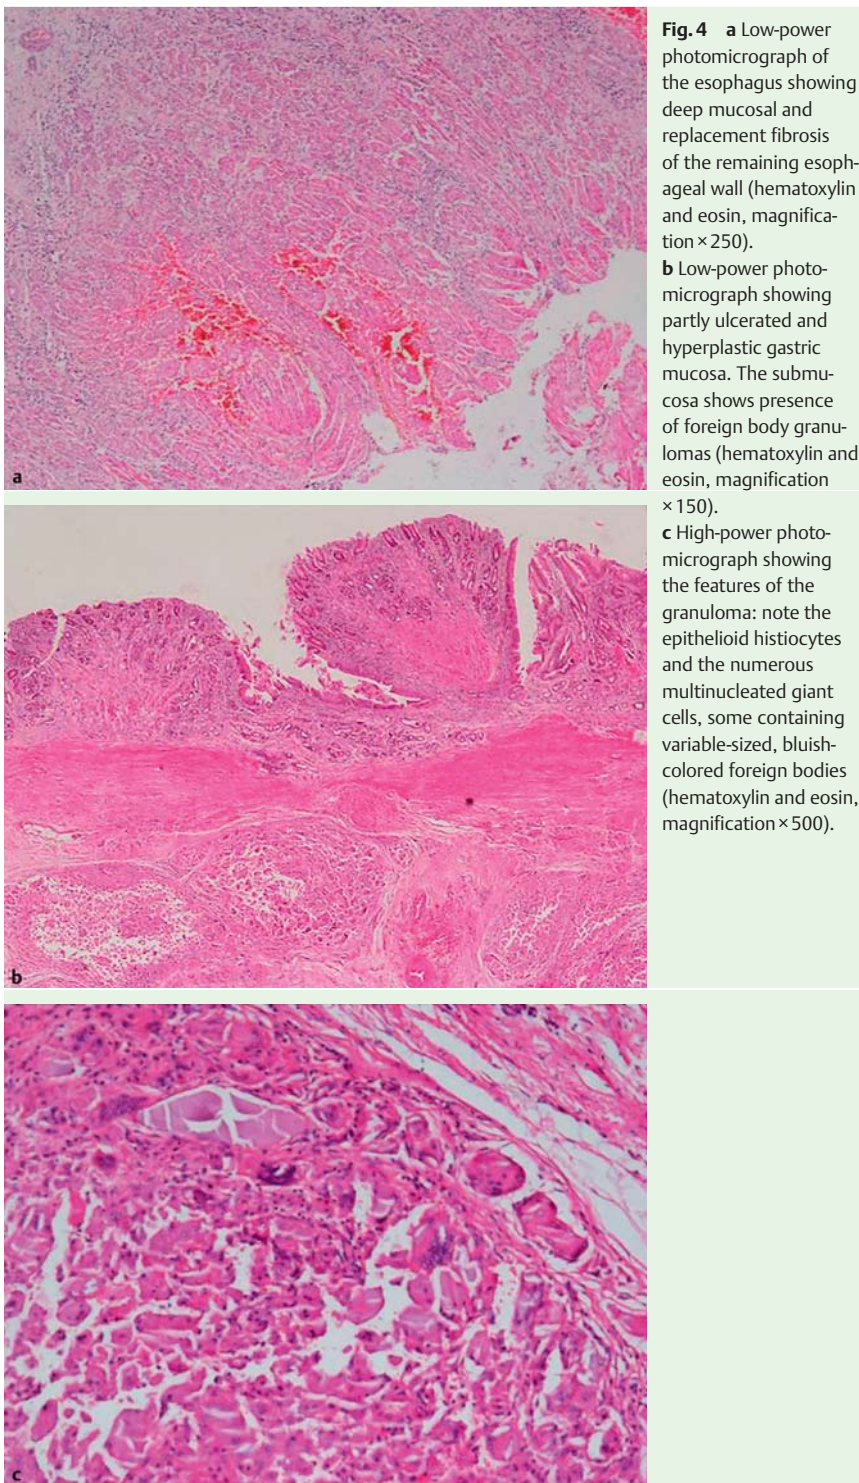 Fig. 4 a Low-power
photomicrograph of
the esophagus showing
deep mucosal and
replacement fibrosis
of the remaining esoph-
ageal wall (hematoxylin
and eosin, magnifica-
tion × 250).
b Low-power photo-
micrograph showing
partly ulcerated and
hyperplastic gastric
mucosa. The submu-
cosa shows presence
of foreign body granu-
lomas (hematoxylin and
eosin, magnification
× 150).
c High-power photo-
micrograph showing
the features of the
granuloma: note the
epithelioid histiocytes
and the numerous
multinucleated giant
cells, some containing
variable-sized, bluish-
colored foreign bodies
(hematoxylin and eosin,
magnification × 500).
a
b
c